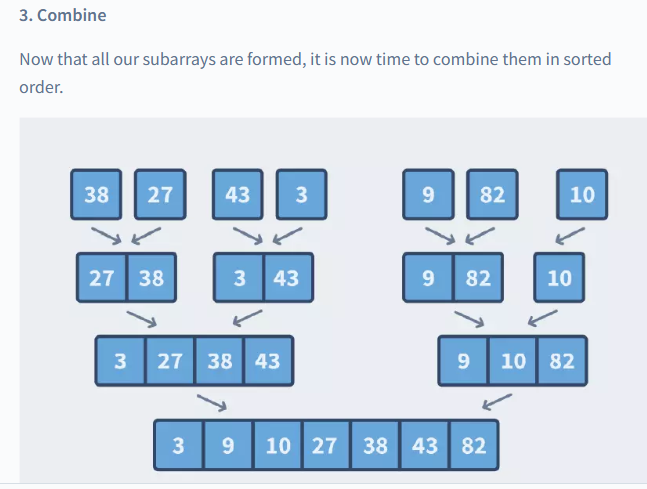 3. Combine
Now that all our subarrays are formed, it is now time to combine them in sorted
order.
38 27 43 3 9 82 10
27 38 3 43 9 82 10
3 27 38 43 9 10 82
3 9 10 27 38 43 82